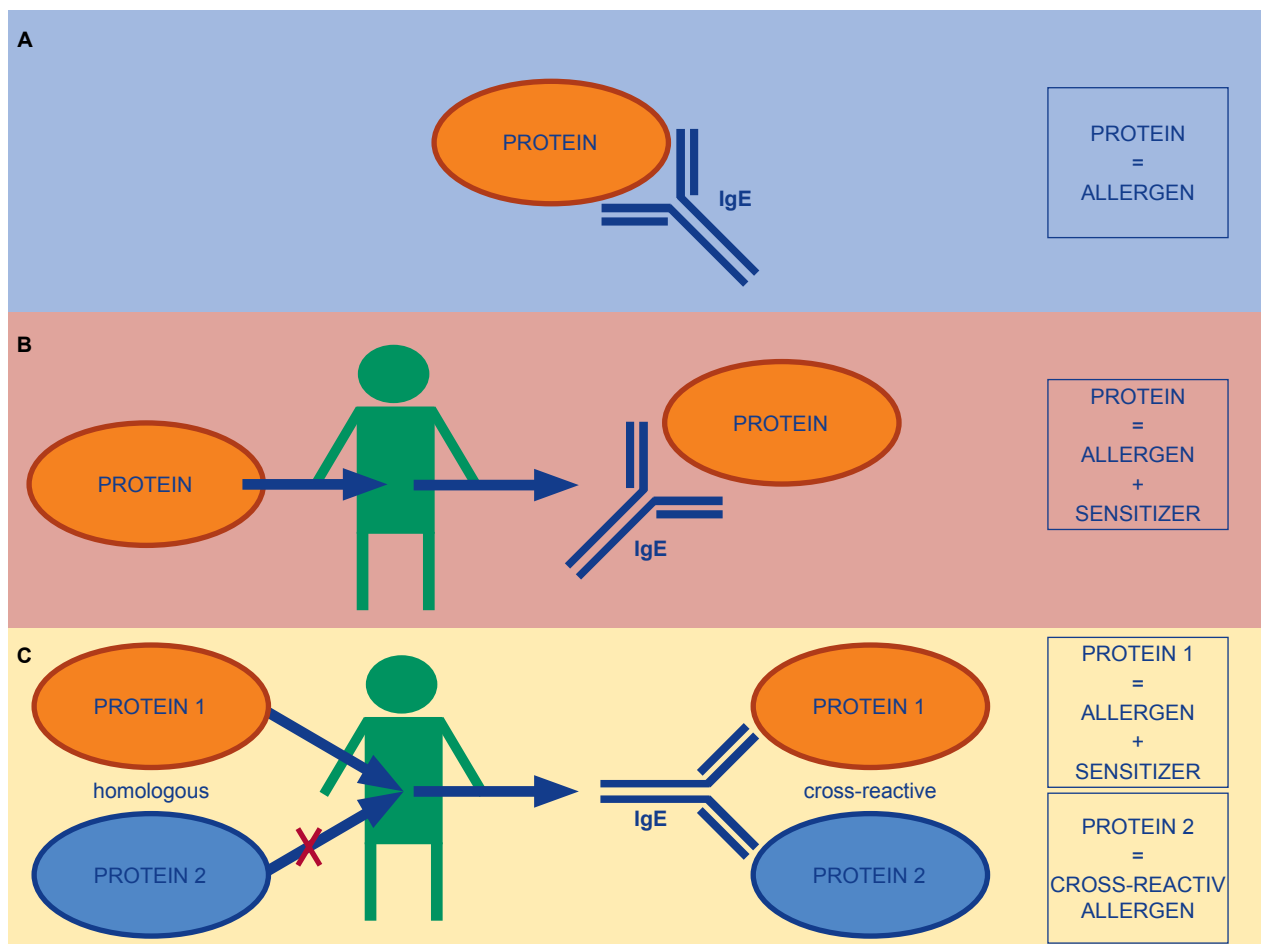 A
PROTEIN
IgE
PROTEIN
=
ALLERGEN
B
PROTEIN
PROTEIN
IgE
PROTEIN
=
ALLERGEN
+
SENSITIZER
C
PROTEIN 1
homologous
PROTEIN 2
PROTEIN 1
cross-reactive
IgE
PROTEIN 2
PROTEIN 1
=
ALLERGEN
+
SENSITIZER
PROTEIN 2
=
CROSS-REACTIV
ALLERGEN